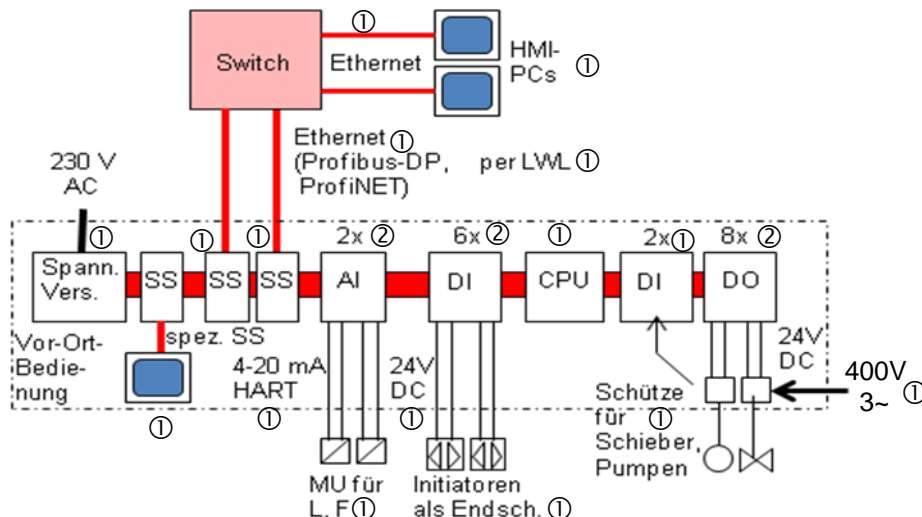 ①
Switch
Ethernet
HMI-
PCs ①
Ethernet ①
(Profibus-DP, per LWL ①
ProfiNET)
230 V
AC
① ① ① 2x ② 6x ② ① 2x ① 8x ②
Spann.
Vers.
SS
SS
SS
AI
DI
CPU
DI
DO
Vor-Ort-
Bedie-
nung
①
spez. SS
4-20 mA
HART
①
24V
DC
①
24V
DC
400V
3~ ①
Schütze
für ①
Schieber,
Pumpen
MU für
L, F ①
Initiatoren
als Endsch. ①